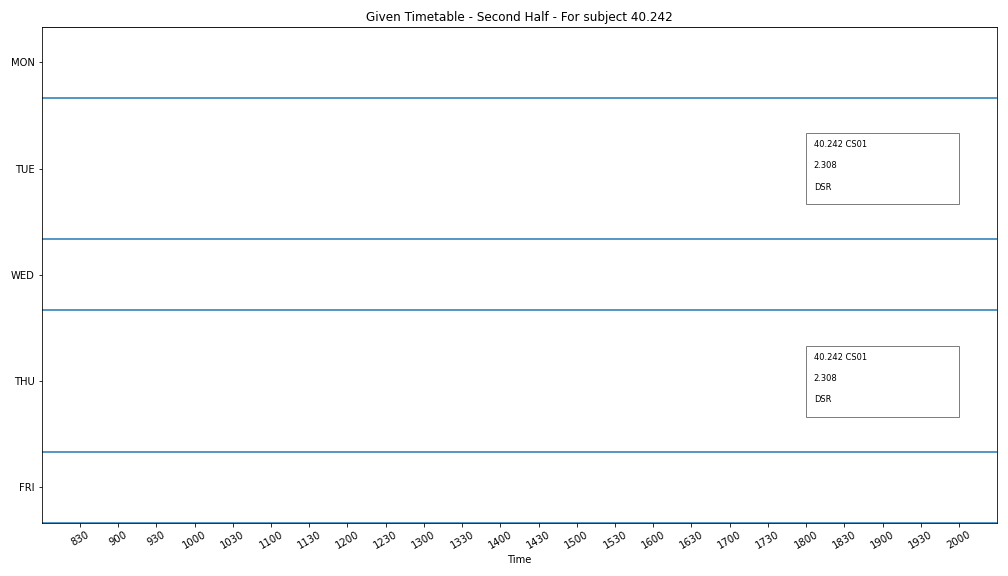 Given Timetable - Second Half - For subject 40.242
MON
TUE
40.242 CS01
2.308
DSR
WED
THU
40.242 CS01
2.308
DSR
FRI
830 900 930 1000 1030 1100 1130 1200 1230 1300 1330 1400 1430 1500 1530 1600 1630 1700 1730 1800 1830 1900 1930 2000
Time